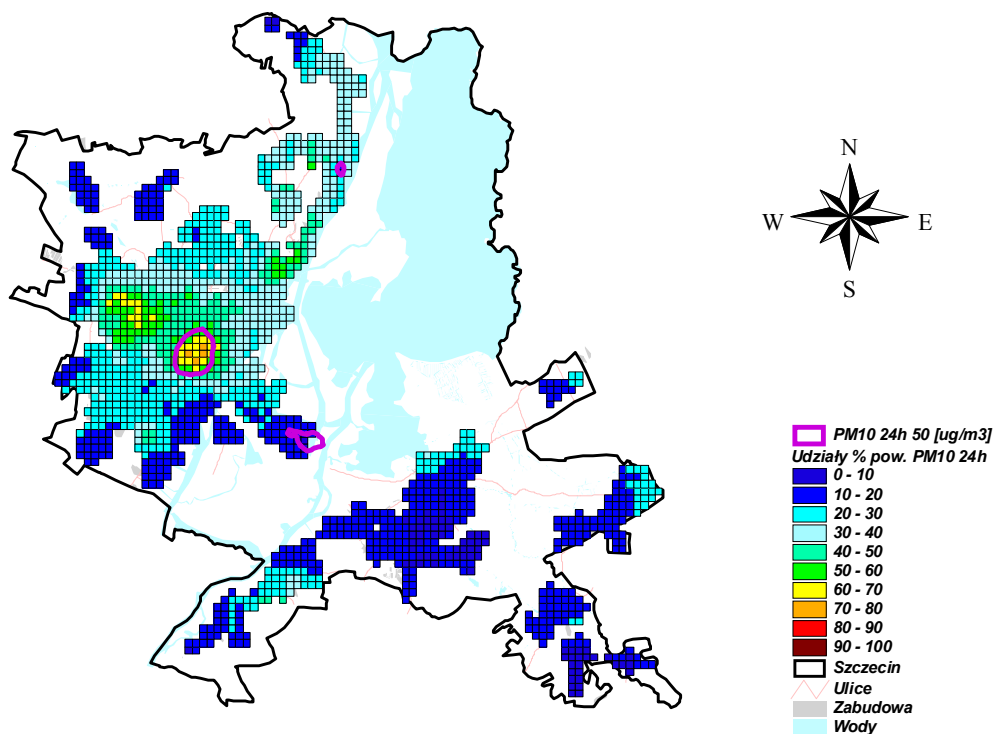 N
W
E
S
PM10 24h 50 [ug/m3]
Udziały % pow. PM10 24h
0 - 10
10 - 20
20 - 30
30 - 40
40 - 50
50 - 60
60 - 70
70 - 80
80 - 90
90 - 100
Szczecin
Ulice
Zabudowa
Wody